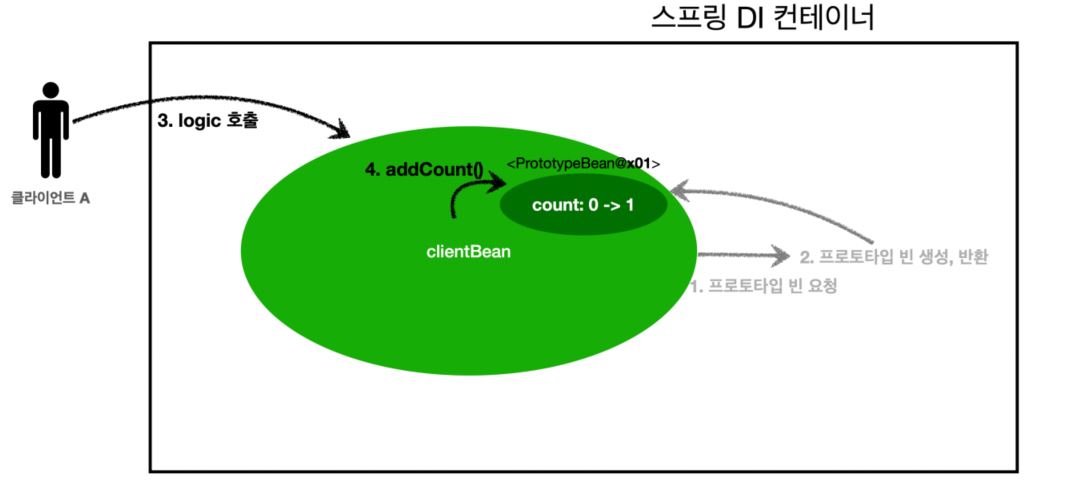 스프링 DI 컨테이너
3. logic 호출
4. addCount()
<PrototypeBean@x01>
클라이언트 A
count: 0 -> 1
clientBean
2. 프로토타입 빈 생성, 반환
1. 프로토타입 빈 요청